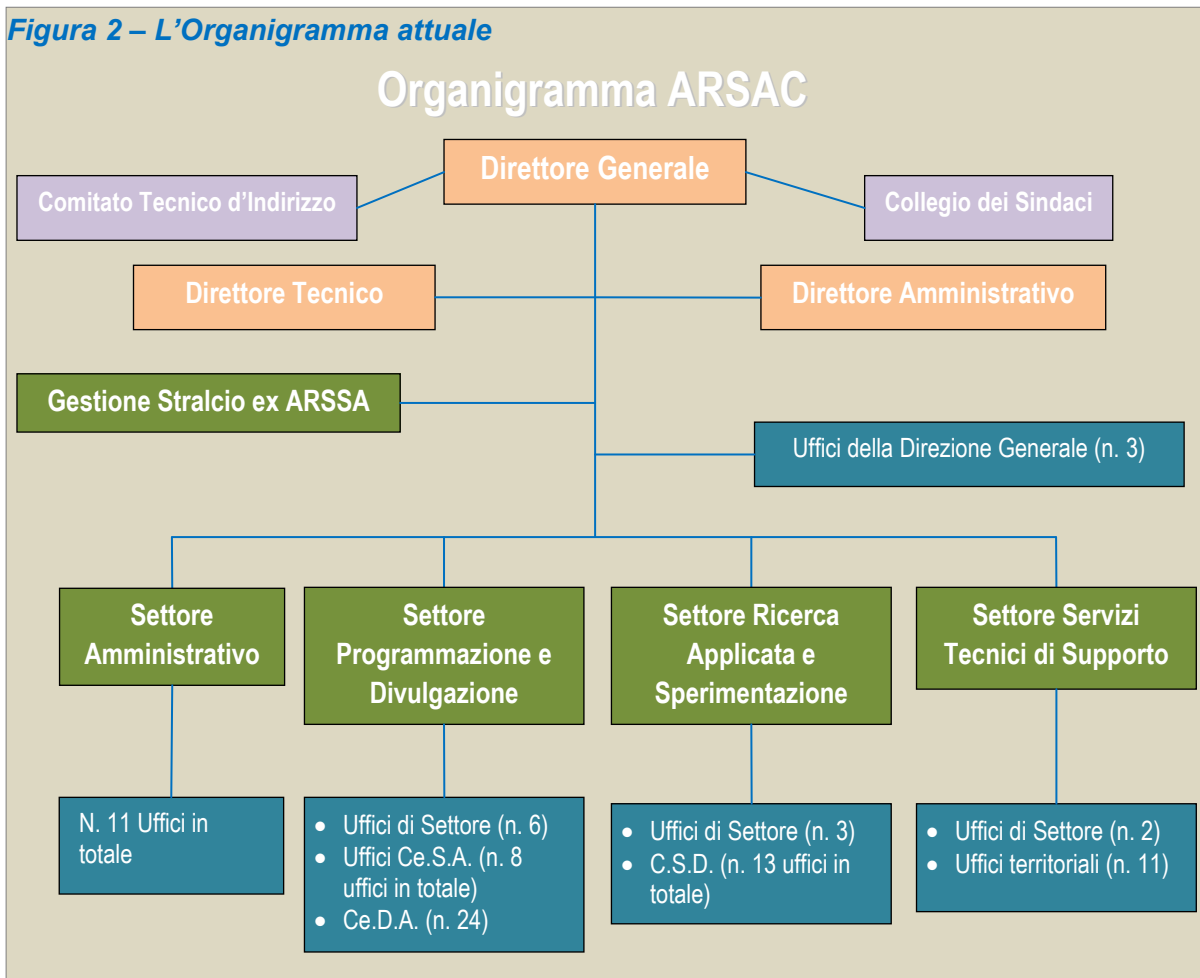 Figura 2 – L’Organigramma attuale
Organigramma ARSAC
Direttore Generale
Comitato Tecnico d’Indirizzo
Collegio dei Sindaci
Direttore Tecnico
Direttore Amministrativo
Gestione Stralcio ex ARSSA
Uffici della Direzione Generale (n. 3)
Settore
Amministrativo
Settore
Programmazione e
Divulgazione
Settore Ricerca
Applicata e
Sperimentazione
Settore Servizi
Tecnici di Supporto
N. 11 Uffici in
totale
• Uffici di Settore (n. 6)
• Uffici Ce.S.A. (n. 8
uffici in totale)
• Ce.D.A. (n. 24)
• Uffici di Settore (n. 3)
• C.S.D. (n. 13 uffici in
totale)
• Uffici di Settore (n. 2)
• Uffici territoriali (n. 11)